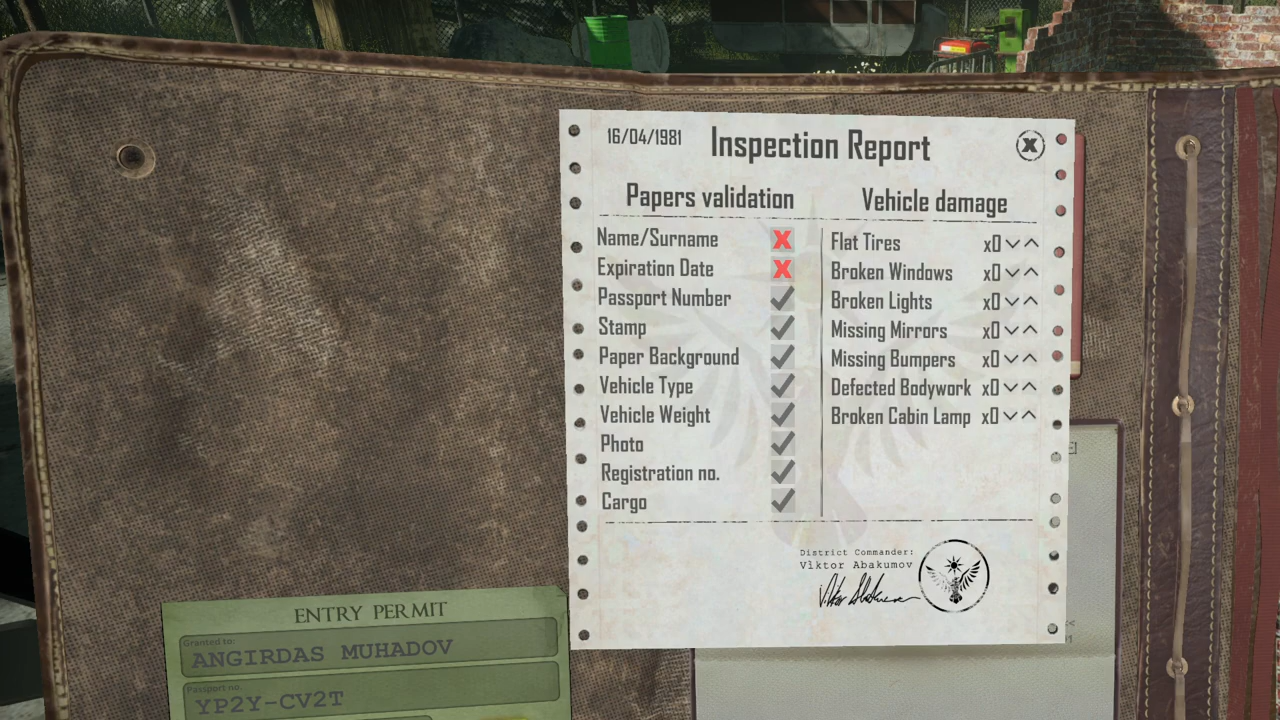 16/04/1981
Inspection Report
X
Papers validation
Name/Surname X
Expiration Date X
Passport Number
Stamp
Paper Background
Vehicle Type
Vehicle Weight
Photo
Registration no.
Cargo
Vehicle damage
Flat Tires x0
Broken Windows x0
Broken Lights x0
Missing Mirrors x0
Missing Bumpers x0
Defected Bodywork x0
Broken Cabin Lamp x0
District Commander:
Viktor Abakumov
ENTRY PERMIT
Granted to:
ANGIRDAS MUHADOV
Passport no.
YP2Y-CV2T